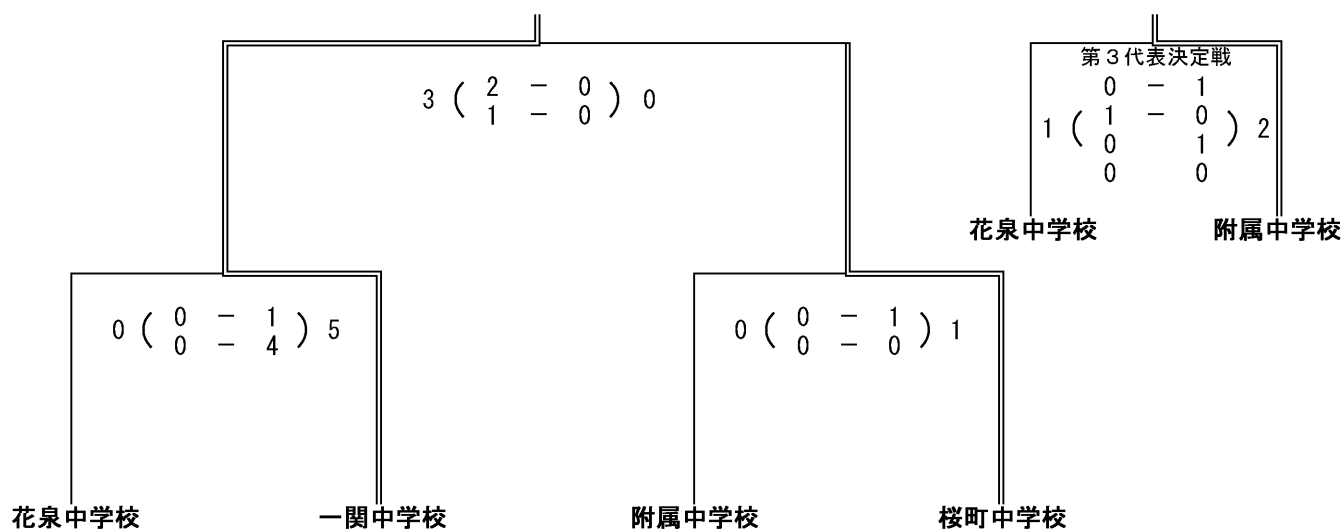 第３代表決定戦
3 ( 2 － 0 ) 0
1 － 0
0 － 1
1 ( 1 － 0 ) 2
0 1
0 0
花泉中学校 附属中学校
0 ( 0 － 1 ) 5
0 － 4
0 ( 0 － 1 ) 1
0 － 0
花泉中学校 一関中学校 附属中学校 桜町中学校